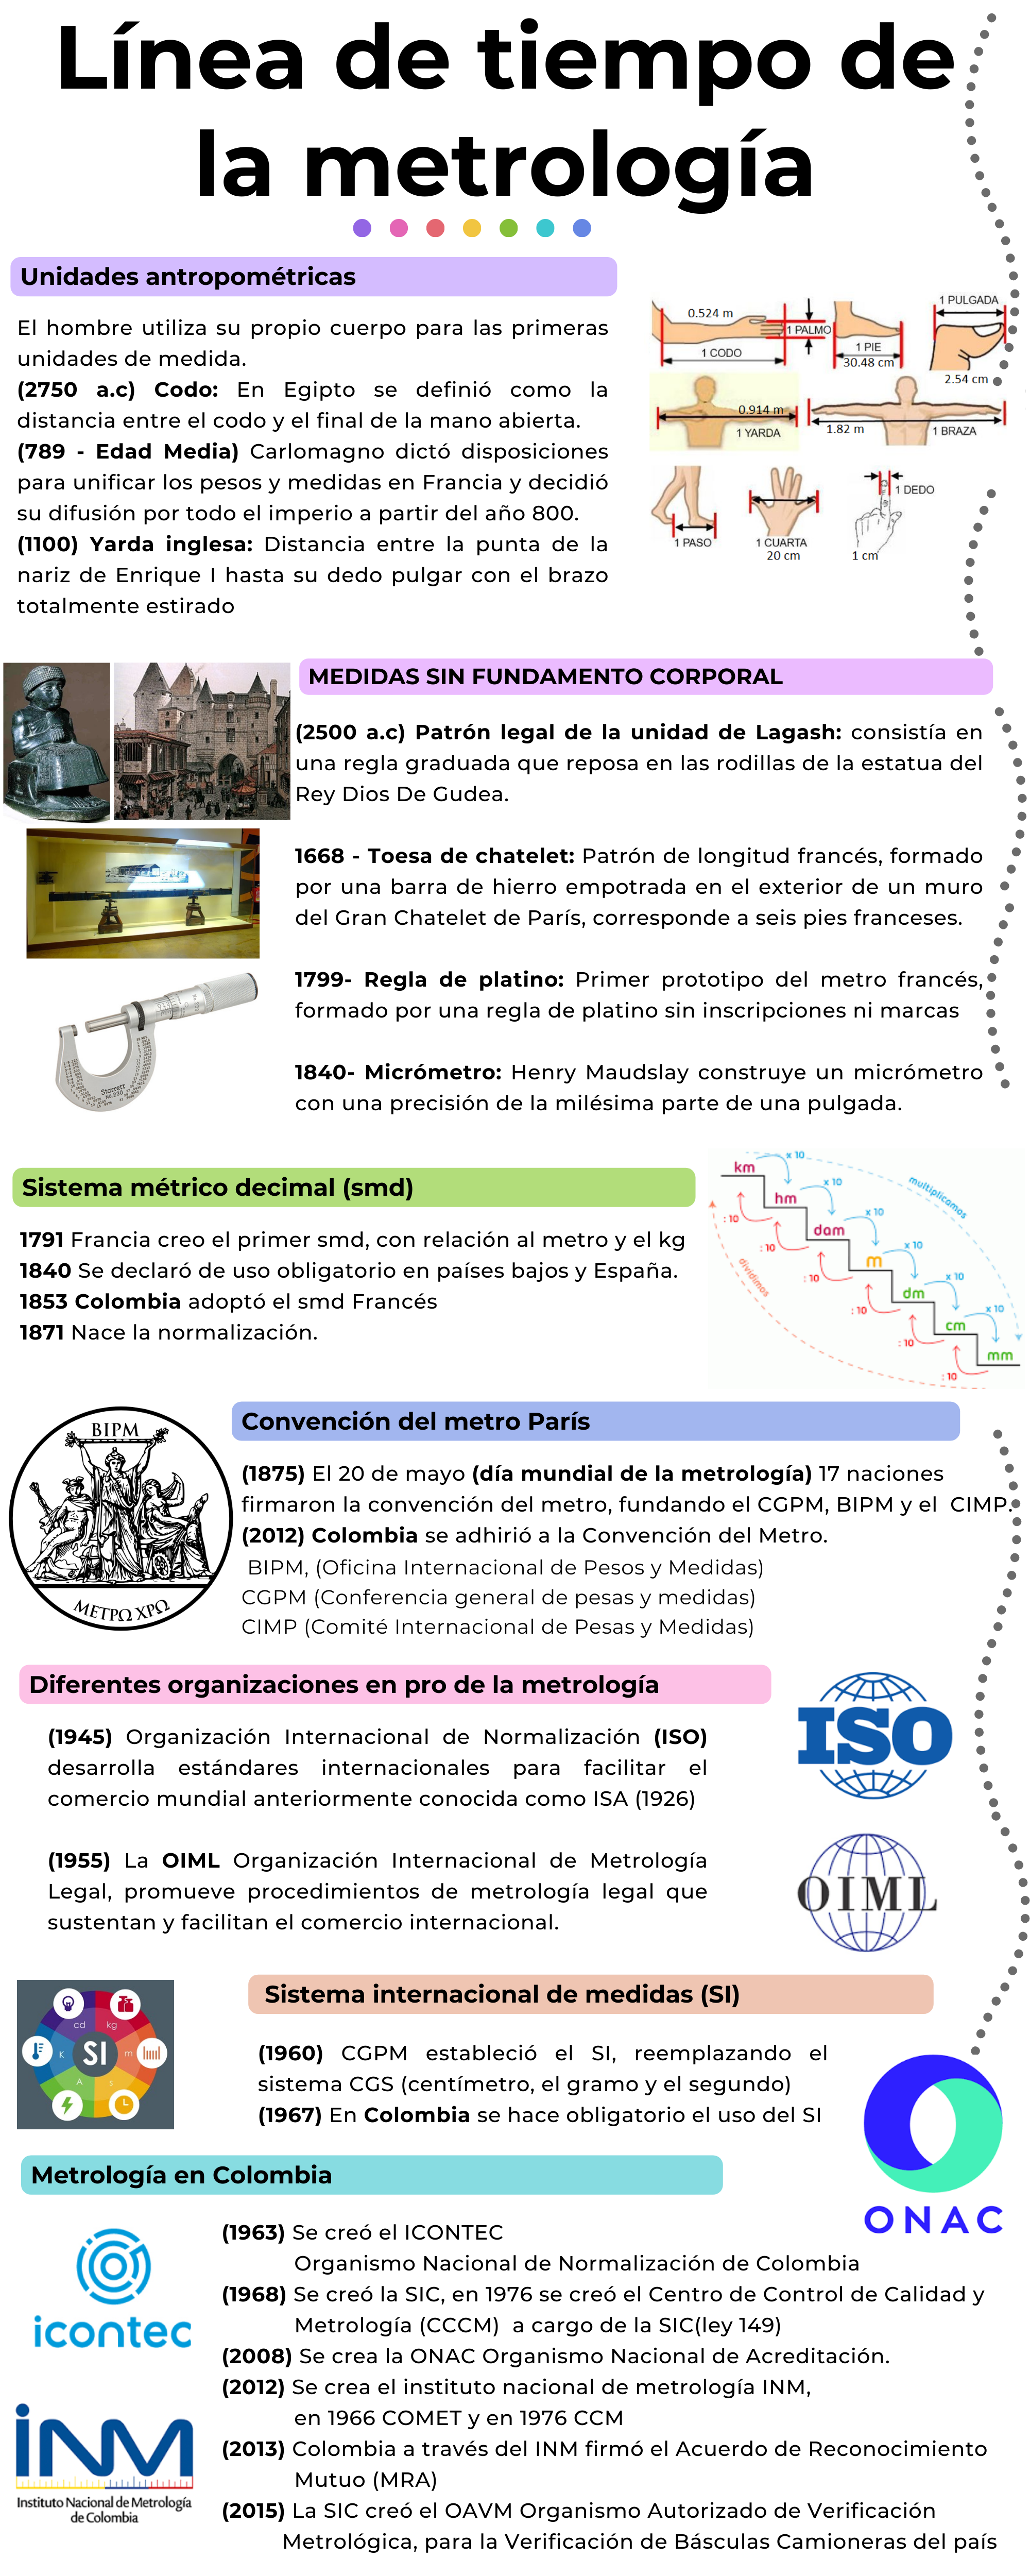 Línea de tiempo de
la metrología
Unidades antropométricas
El hombre utiliza su propio cuerpo para las primeras
unidades de medida.
(2750 a.c) Codo: En Egipto se definió como la
distancia entre el codo y el final de la mano abierta.
(789 - Edad Media) Carlomagno dictó disposiciones
para unificar los pesos y medidas en Francia y decidió
su difusión por todo el imperio a partir del año 800.
(1100) Yarda inglesa: Distancia entre la punta de la
nariz de Enrique I hasta su dedo pulgar con el brazo
totalmente estirado
0.524 m
1 PALMO
1 CODO
1 PIE
30.48 cm
1 PULGADA
2.54 cm
0.914 m
1 YARDA
1.82 m
1 BRAZA
1 PASO
1 CUARTA
20 cm
1 DEDO
1 cm
MEDIDAS SIN FUNDAMENTO CORPORAL
(2500 a.c) Patrón legal de la unidad de Lagash: consistía en
una regla graduada que reposa en las rodillas de la estatua del
Rey Dios De Gudea.
1668 - Toesa de chatelet: Patrón de longitud francés, formado
por una barra de hierro empotrada en el exterior de un muro
del Gran Chatelet de París, corresponde a seis pies franceses.
1799- Regla de platino: Primer prototipo del metro francés,
formado por una regla de platino sin inscripciones ni marcas
1840- Micrómetro: Henry Maudslay construye un micrómetro
con una precisión de la milésima parte de una pulgada.
Starrett
Sistema métrico decimal (smd)
1791 Francia creo el primer smd, con relación al metro y el kg
1840 Se declaró de uso obligatorio en países bajos y España.
1853 Colombia adoptó el smd Francés
1871 Nace la normalización.
km
x 10
hm
x 10
multiplicamos
: 10
dam
x 10
: 10
m
x 10
dividimos
: 10
dm
x 10
: 10
cm
x 10
: 10
mm
: 10
Convención del metro París
BIPM
ΜΕΤΡΩ ΧΡΩ
(1875) El 20 de mayo (día mundial de la metrología) 17 naciones
firmaron la convención del metro, fundando el CGPM, BIPM y el CIMP.
(2012) Colombia se adhirió a la Convención del Metro.
BIPM, (Oficina Internacional de Pesos y Medidas)
CGPM (Conferencia general de pesas y medidas)
CIMP (Comité Internacional de Pesas y Medidas)
Diferentes organizaciones en pro de la metrología
(1945) Organización Internacional de Normalización (ISO)
desarrolla estándares internacionales para facilitar el
comercio mundial anteriormente conocida como ISA (1926)
ISO
(1955) La OIML Organización Internacional de Metrología
Legal, promueve procedimientos de metrología legal que
sustentan y facilitan el comercio internacional.
OIML
Sistema internacional de medidas (SI)
cd
kg
K
SI
m
A
s
(1960) CGPM estableció el SI, reemplazando el
sistema CGS (centímetro, el gramo y el segundo)
(1967) En Colombia se hace obligatorio el uso del SI
ONAC
Metrología en Colombia
icontec
(1963) Se creó el ICONTEC
Organismo Nacional de Normalización de Colombia
(1968) Se creó la SIC, en 1976 se creó el Centro de Control de Calidad y
Metrología (CCCM) a cargo de la SIC(ley 149)
(2008) Se crea la ONAC Organismo Nacional de Acreditación.
(2012) Se crea el instituto nacional de metrología INM,
en 1966 COMET y en 1976 CCM
(2013) Colombia a través del INM firmó el Acuerdo de Reconocimiento
Mutuo (MRA)
(2015) La SIC creó el OAVM Organismo Autorizado de Verificación
Metrológica, para la Verificación de Básculas Camioneras del país
iNM
Instituto Nacional de Metrología
de Colombia